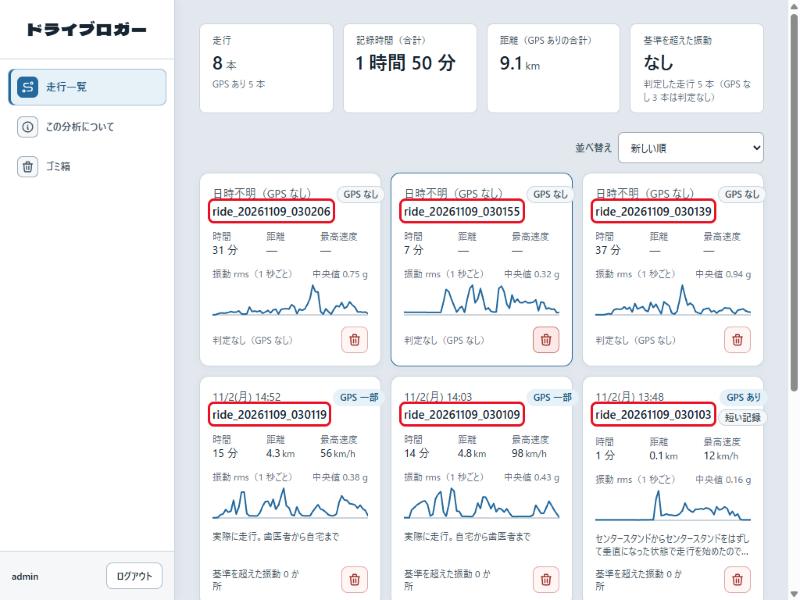 ドライブロガー
走行一覧
この分析について
ゴミ箱
admin
ログアウト
走行
8 本
GPS あり 5 本
記録時間（合計）
1 時間 50 分
距離（GPS ありの合計）
9.1 km
基準を超えた振動
なし
判定した走行 5 本（GPS な
し 3 本は判定なし）
並べ替え
新しい順
日時不明（GPS なし）
GPS なし
ride_20261109_030206
時間 距離 最高速度
31 分 — —
振動 rms（1 秒ごと） 中央値 0.75 g
判定なし（GPS なし）
日時不明（GPS なし）
GPS なし
ride_20261109_030155
時間 距離 最高速度
7 分 — —
振動 rms（1 秒ごと） 中央値 0.32 g
判定なし（GPS なし）
日時不明（GPS なし）
GPS なし
ride_20261109_030139
時間 距離 最高速度
37 分 — —
振動 rms（1 秒ごと） 中央値 0.94 g
判定なし（GPS なし）
11/2(月) 14:52
GPS 一部
ride_20261109_030119
時間 距離 最高速度
15 分 4.3 km 56 km/h
振動 rms（1 秒ごと） 中央値 0.38 g
実際に走行。歯医者から自宅まで
基準を超えた振動 0 か
所
11/2(月) 14:03
GPS 一部
ride_20261109_030109
時間 距離 最高速度
14 分 4.8 km 98 km/h
振動 rms（1 秒ごと） 中央値 0.43 g
実際に走行。自宅から歯医者まで
基準を超えた振動 0 か
所
11/2(月) 13:48
GPS あり
ride_20261109_030103
短い記録
時間 距離 最高速度
1 分 0.1 km 12 km/h
振動 rms（1 秒ごと） 中央値 0.16 g
センタースタンドからセンタースタンドをはずし
て垂直になった状態で走行を始めたので…
基準を超えた振動 0 か
所